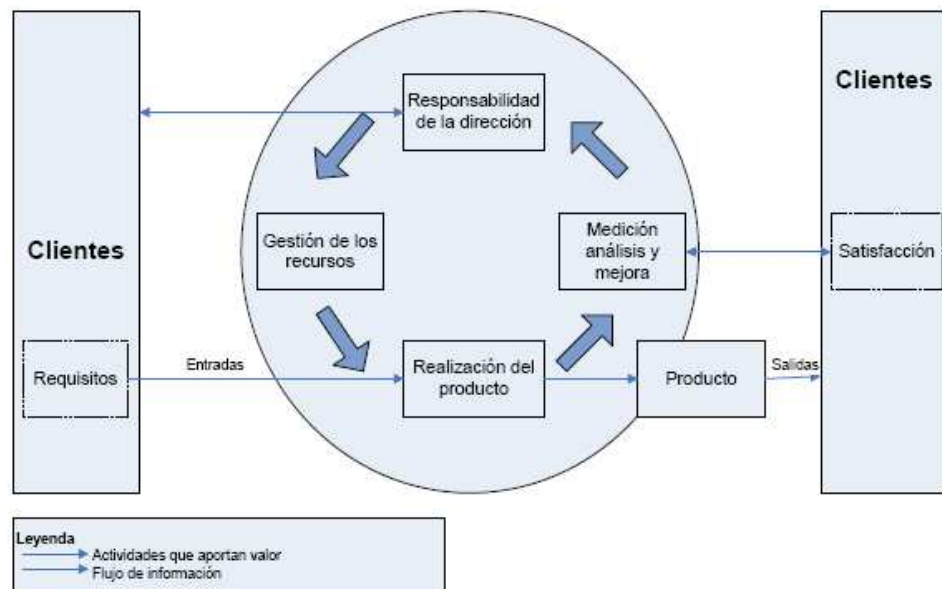 Clientes
Requisitos
Entradas
Responsabilidad
de la dirección
Gestión de los
recursos
Medición
análisis y
mejora
Realización del
producto
Producto
Salidas
Clientes
Satisfacción
Leyenda
Actividades que aportan valor
Flujo de información